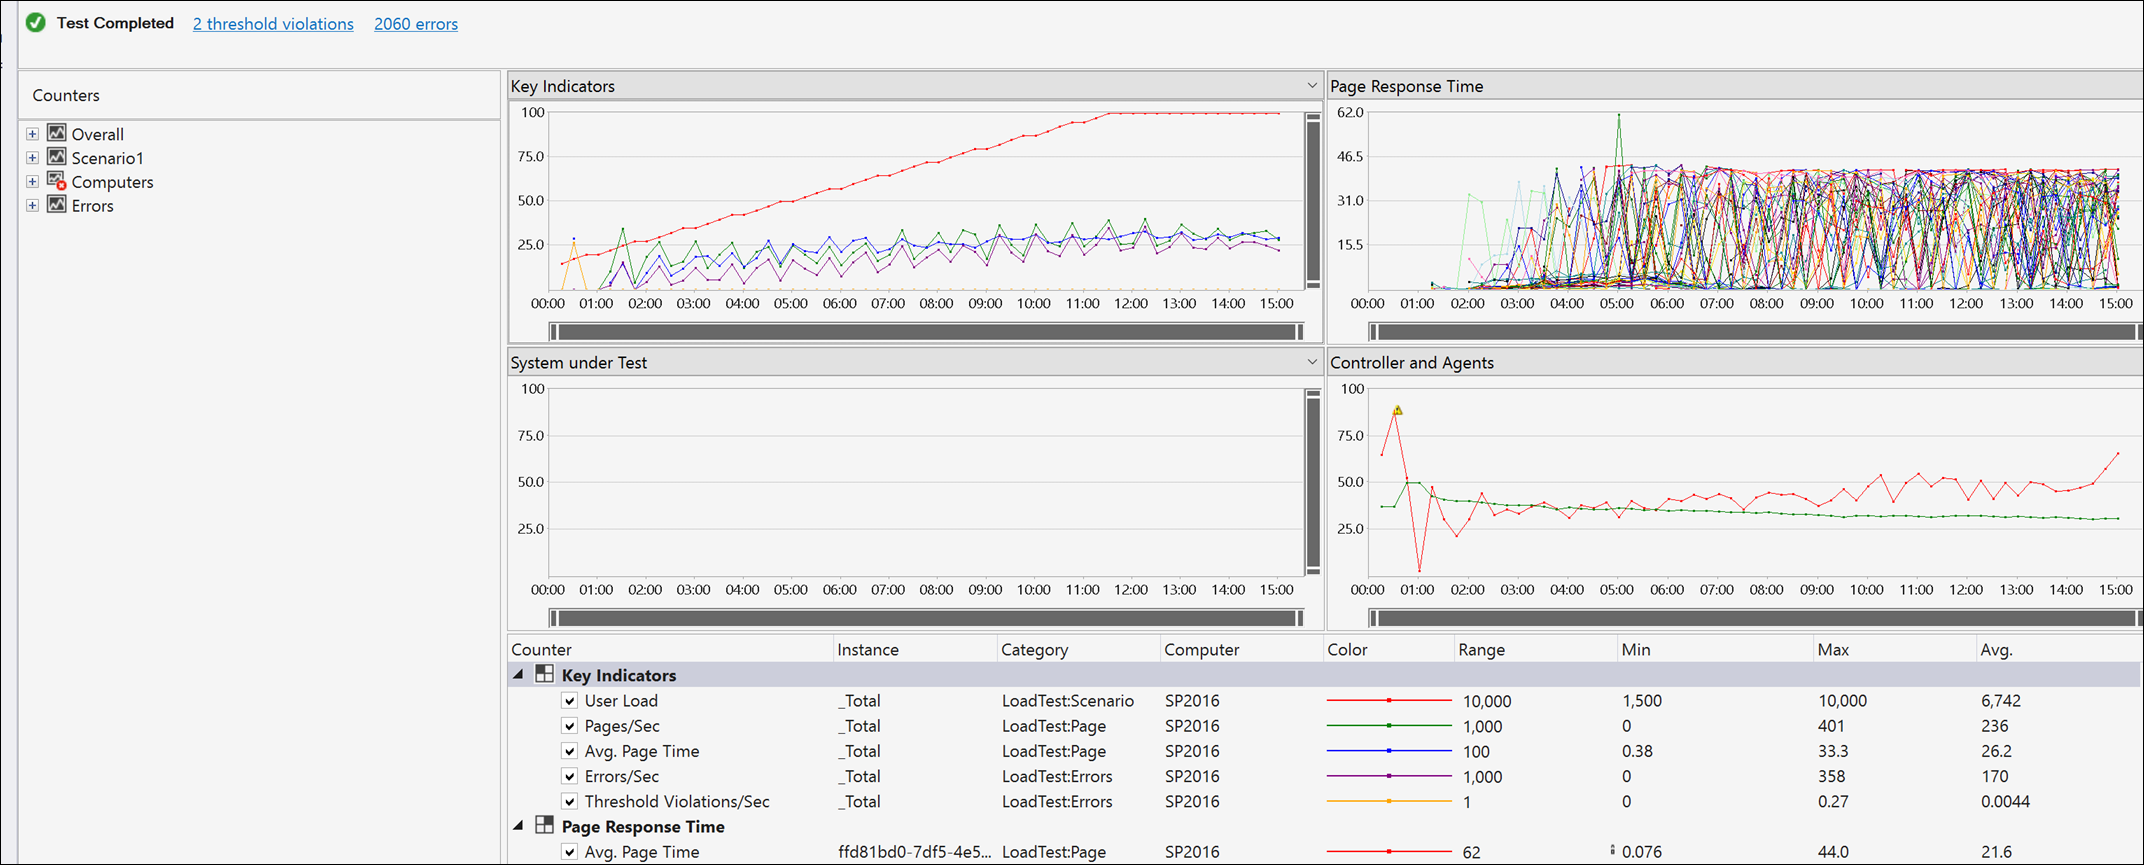 Test Completed 2 threshold violations 2060 errors
Counters
Overall
Scenario1
Computers
Errors
Key Indicators
100
75.0
50.0
25.0
00:00 01:00 02:00 03:00 04:00 05:00 06:00 07:00 08:00 09:00 10:00 11:00 12:00 13:00 14:00 15:00
Page Response Time
62.0
46.5
31.0
15.5
00:00 01:00 02:00 03:00 04:00 05:00 06:00 07:00 08:00 09:00 10:00 11:00 12:00 13:00 14:00 15:00
System under Test
100
75.0
50.0
25.0
00:00 01:00 02:00 03:00 04:00 05:00 06:00 07:00 08:00 09:00 10:00 11:00 12:00 13:00 14:00 15:00
Controller and Agents
100
75.0
50.0
25.0
00:00 01:00 02:00 03:00 04:00 05:00 06:00 07:00 08:00 09:00 10:00 11:00 12:00 13:00 14:00 15:00
Counter Instance Category Computer Color Range Min Max Avg.
Key Indicators
User Load _Total LoadTest:Scenario SP2016 10,000 1,500 10,000 6,742
Pages/Sec _Total LoadTest:Page SP2016 1,000 0 401 236
Avg. Page Time _Total LoadTest:Page SP2016 100 0.38 33.3 26.2
Errors/Sec _Total LoadTest:Errors SP2016 1,000 0 358 170
Threshold Violations/Sec _Total LoadTest:Errors SP2016 1 0 0.27 0.0044
Page Response Time
Avg. Page Time ffd81bd0-7df5-4e5... LoadTest:Page SP2016 62 0.076 44.0 21.6